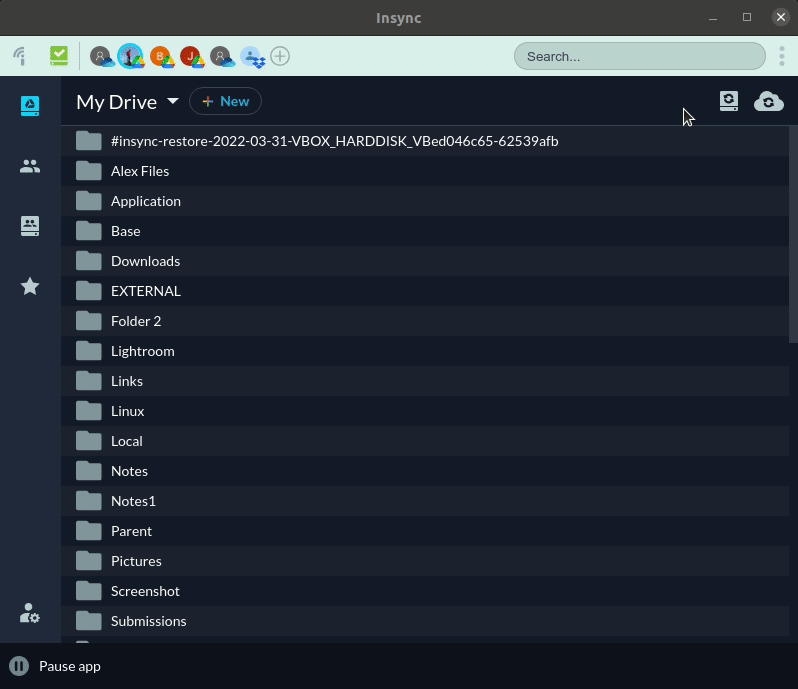 Insync
B
J
Search...
My Drive
+ New
#insync-restore-2022-03-31-VBOX_HARDDISK_VBed046c65-62539afb
Alex Files
Application
Base
Downloads
EXTERNAL
Folder 2
Lightroom
Links
Linux
Local
Notes
Notes1
Parent
Pictures
Screenshot
Submissions
Pause app